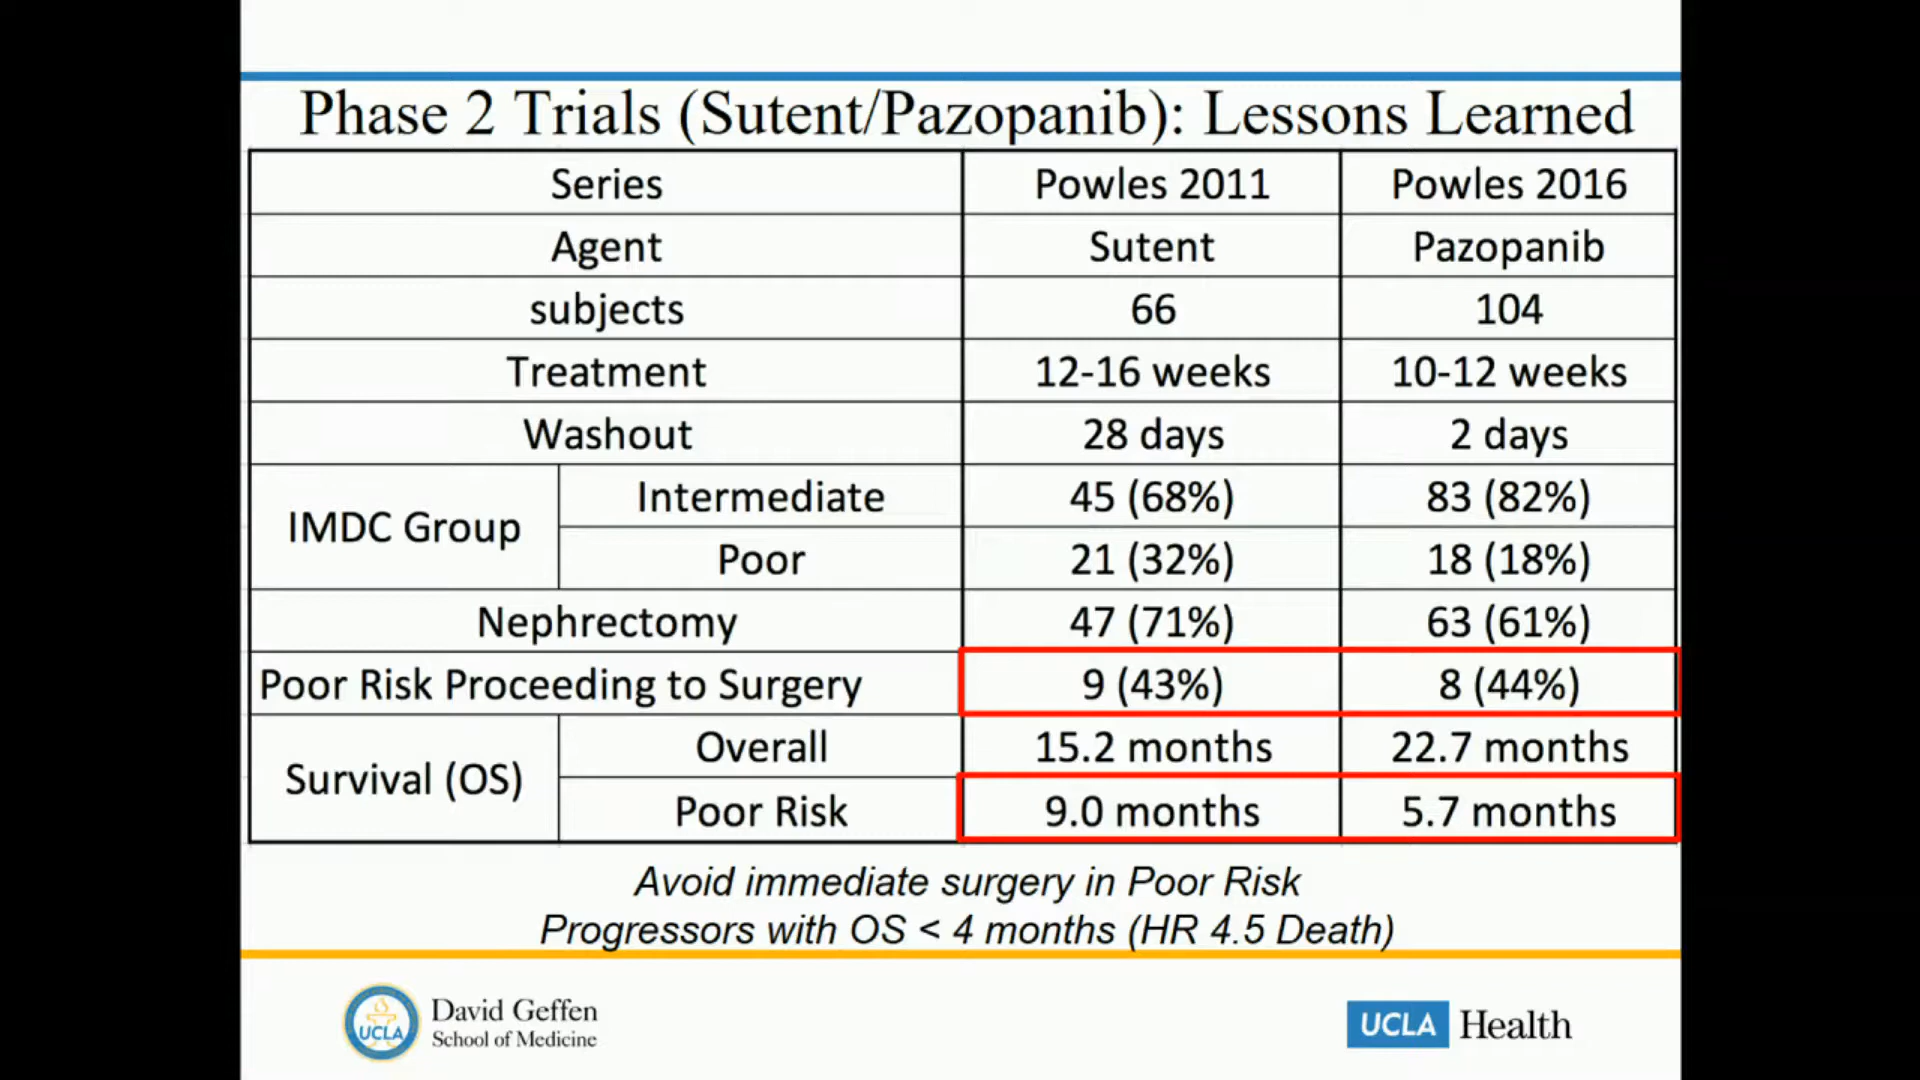 Phase 2 Trials (Sutent/Pazopanib): Lessons Learned
Series Powles 2011 Powles 2016
Agent Sutent Pazopanib
subjects 66 104
Treatment 12-16 weeks 10-12 weeks
Washout 28 days 2 days
IMDC Group Intermediate 45 (68%) 83 (82%)
Poor 21 (32%) 18 (18%)
Nephrectomy 47 (71%) 63 (61%)
Poor Risk Proceeding to Surgery 9 (43%) 8 (44%)
Survival (OS) Overall 15.2 months 22.7 months
Poor Risk 9.0 months 5.7 months
Avoid immediate surgery in Poor Risk
Progressors with OS < 4 months (HR 4.5 Death)
UCLA David Geffen
School of Medicine
UCLA Health